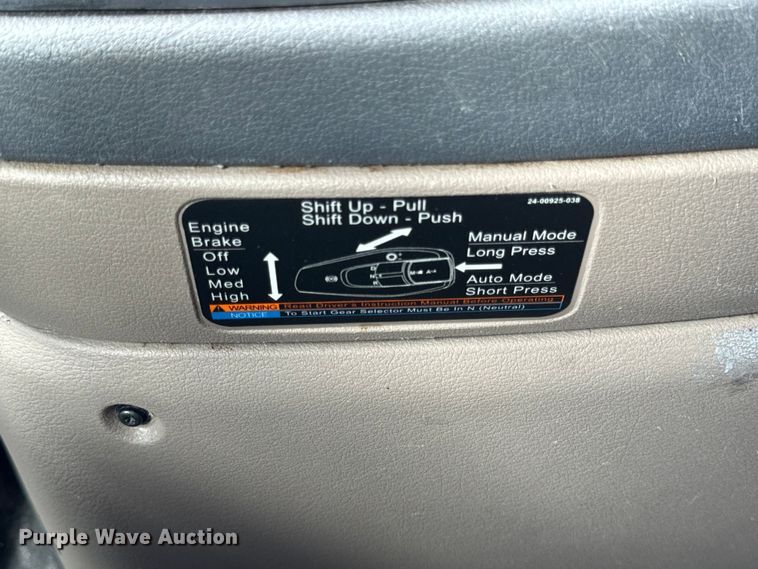 24-00925-038
Shift Up - Pull
Shift Down - Push
Engine
Brake
Off
Low
Med
High
Manual Mode
Long Press
Auto Mode
Short Press
WARNING Read Driver's Instruction Manual Before Operating
NOTICE To Start Gear Selector Must Be In N (Neutral)
Purple Wave Auction